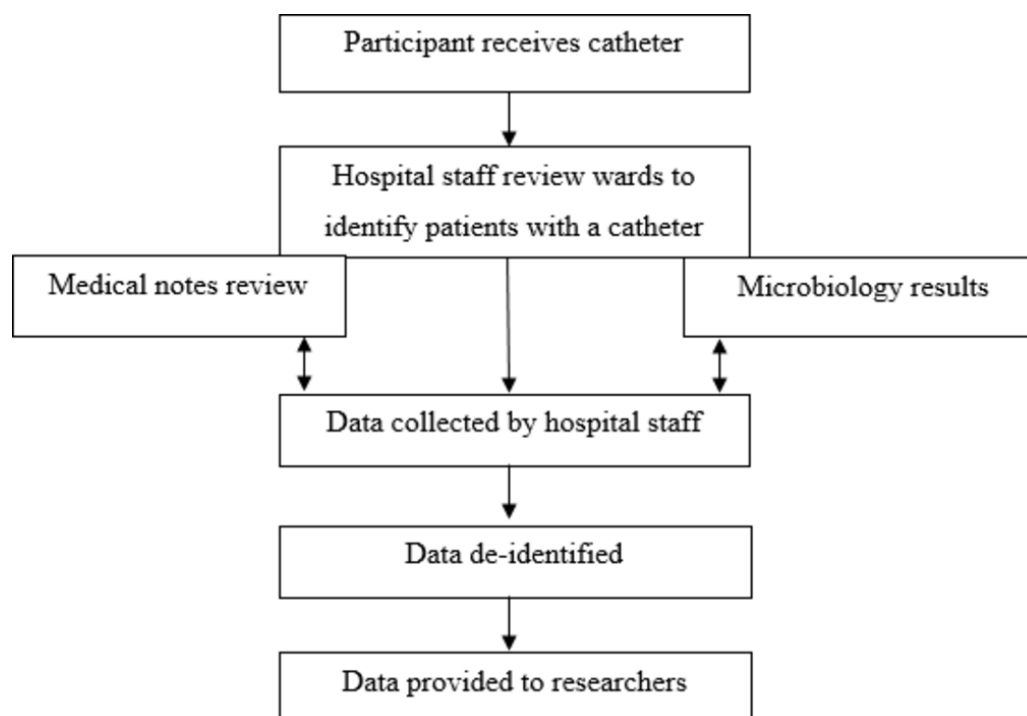 Participant receives catheter
Hospital staff review wards to
identify patients with a catheter
Medical notes review
Microbiology results
Data collected by hospital staff
Data de-identified
Data provided to researchers